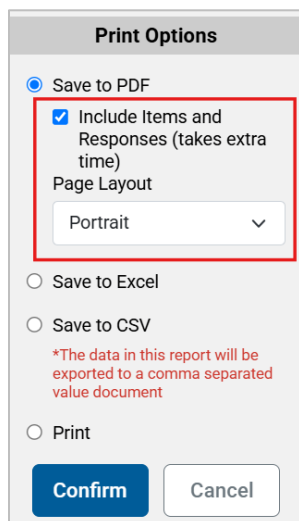 Print Options
Save to PDF
Include Items and
Responses (takes extra
time)
Page Layout
Portrait
Save to Excel
Save to CSV
*The data in this report will be
exported to a comma separated
value document
Print
Confirm Cancel